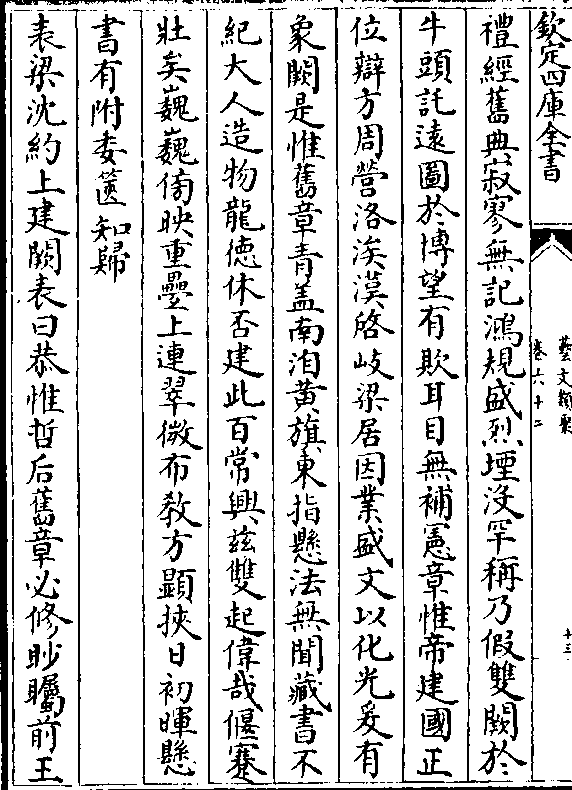 欽定四庫全書
藝文類聚
卷六十二
十三
禮經舊典寂寥無記鴻規盛烈堙沒罕稱乃假雙闕於
牛頭託遠圖於博望有欺耳目無補憲章惟帝建國正
位辯方周營洛涘漢啓岐梁居因業盛文以化光爰有
象闕是惟舊章青盖南洎黄旗東指懸法無聞藏書不
紀大人造物龍德休否建此百常興兹雙起偉哉偃蹇
壯矣巍巍傍映重疊上連翠微布教方顯挾日初暉懸
書有附委篋知歸
表梁沈約上建闕表曰恭惟哲后舊章必修眇矚前王